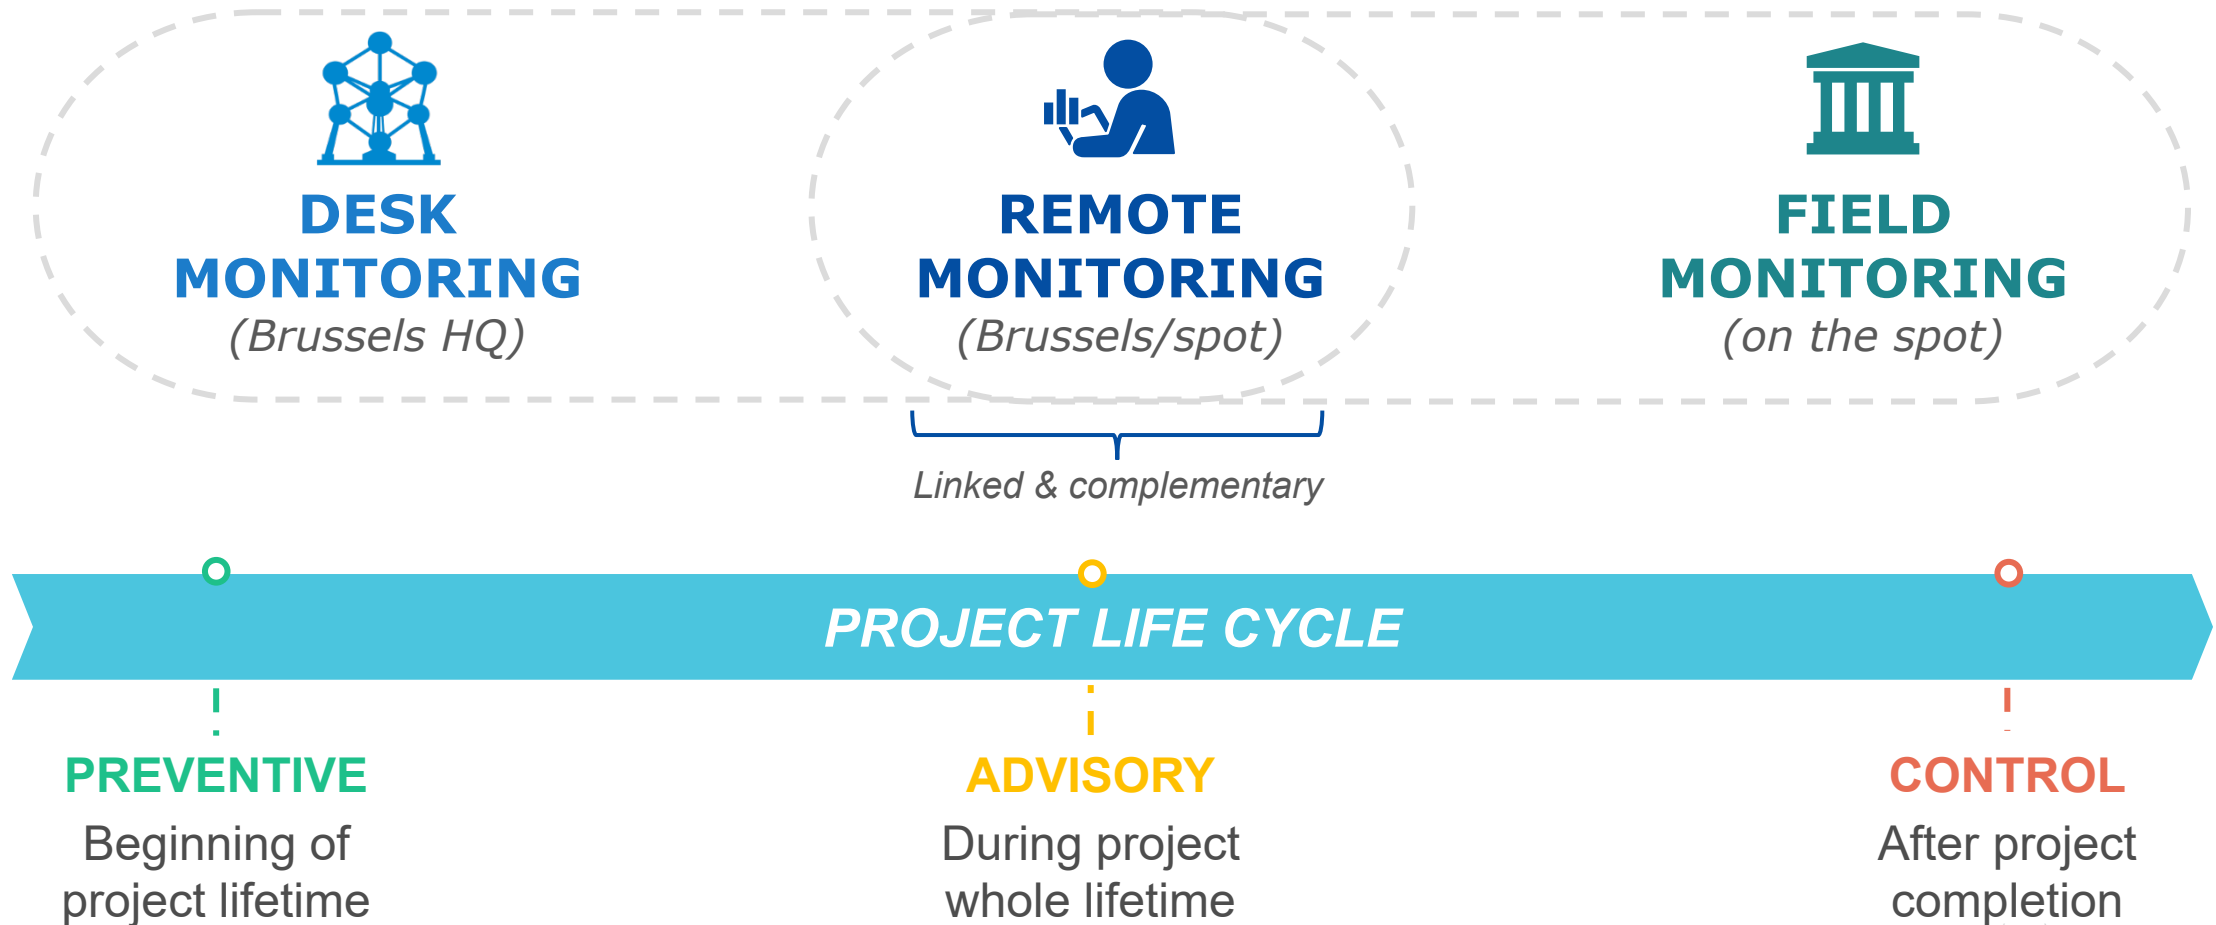 DESK
MONITORING
(Brussels HQ)
REMOTE
MONITORING
(Brussels/spot)
FIELD
MONITORING
(on the spot)
Linked & complementary
PROJECT LIFE CYCLE
PREVENTIVE
Beginning of
project lifetime
ADVISORY
During project
whole lifetime
CONTROL
After project
completion